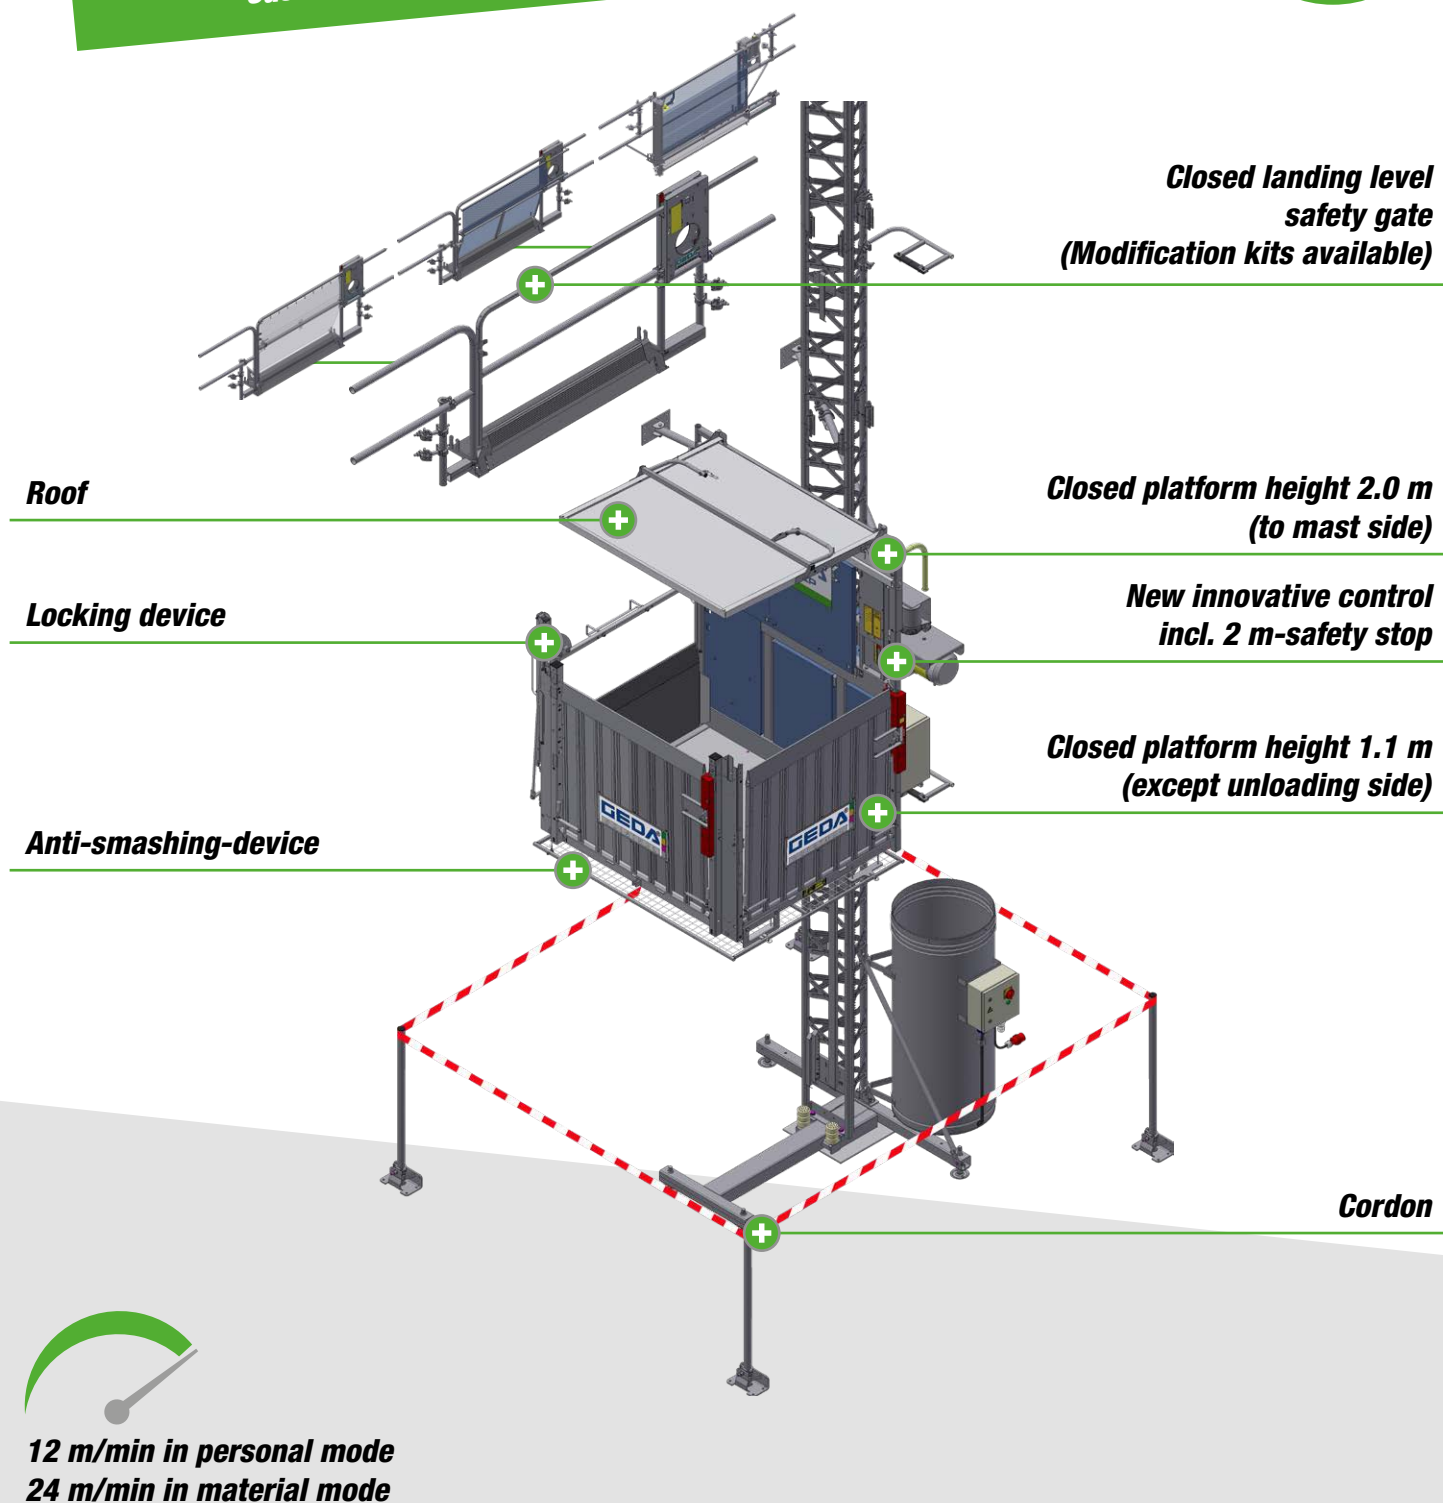 Closed landing level
safety gate
(Modification kits available)
Roof
Closed platform height 2.0 m
(to mast side)
Locking device
New innovative control
incl. 2 m-safety stop
Closed platform height 1.1 m
(except unloading side)
GEDA
GEDA
Anti-smashing-device
Cordon
12 m/min in personal mode
24 m/min in material mode